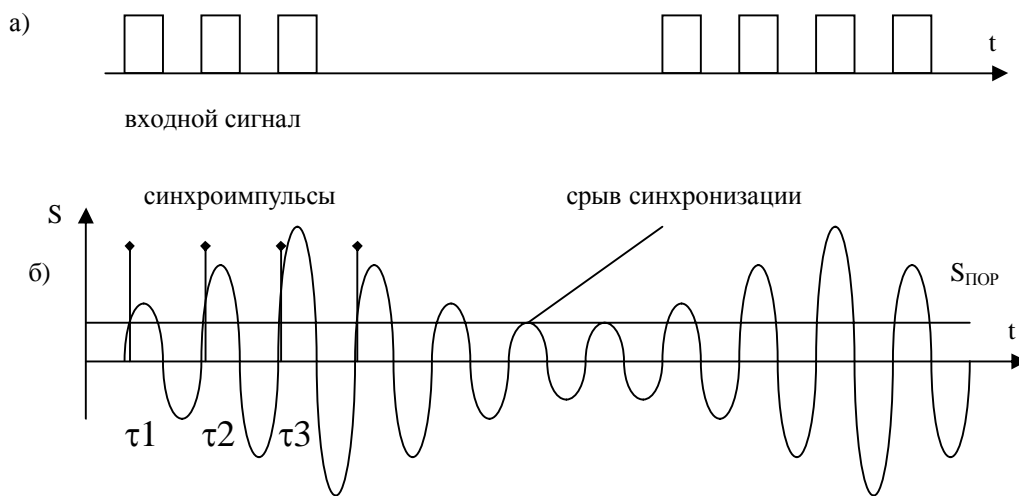 а)
t
входной сигнал
синхроимпульсы
срыв синхронизации
S
б)
SПОР
t
τ1 τ2 τ3